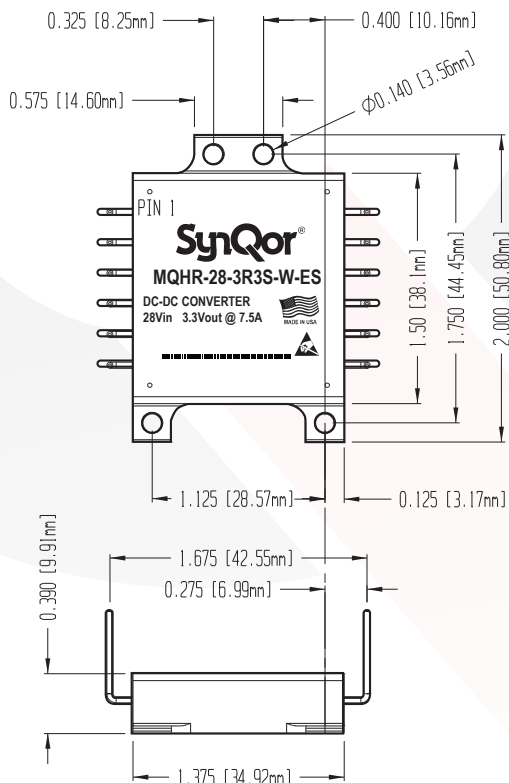 0.325 [8.25mm]
0.400 [10.16mm]
0.575 [14.60mm]
Ø0.140 [3.56mm]
PIN 1
SynQor®
MQHR-28-3R3S-W-ES
DC-DC CONVERTER
28Vin 3.3Vout @ 7.5A
MADE IN USA
1.50 [38.1mm]
1.750 [44.45mm]
2.000 [50.80mm]
1.125 [28.57mm]
0.125 [3.17mm]
1.675 [42.55mm]
0.275 [6.99mm]
0.390 [9.91mm]
1.375 [34.92mm]